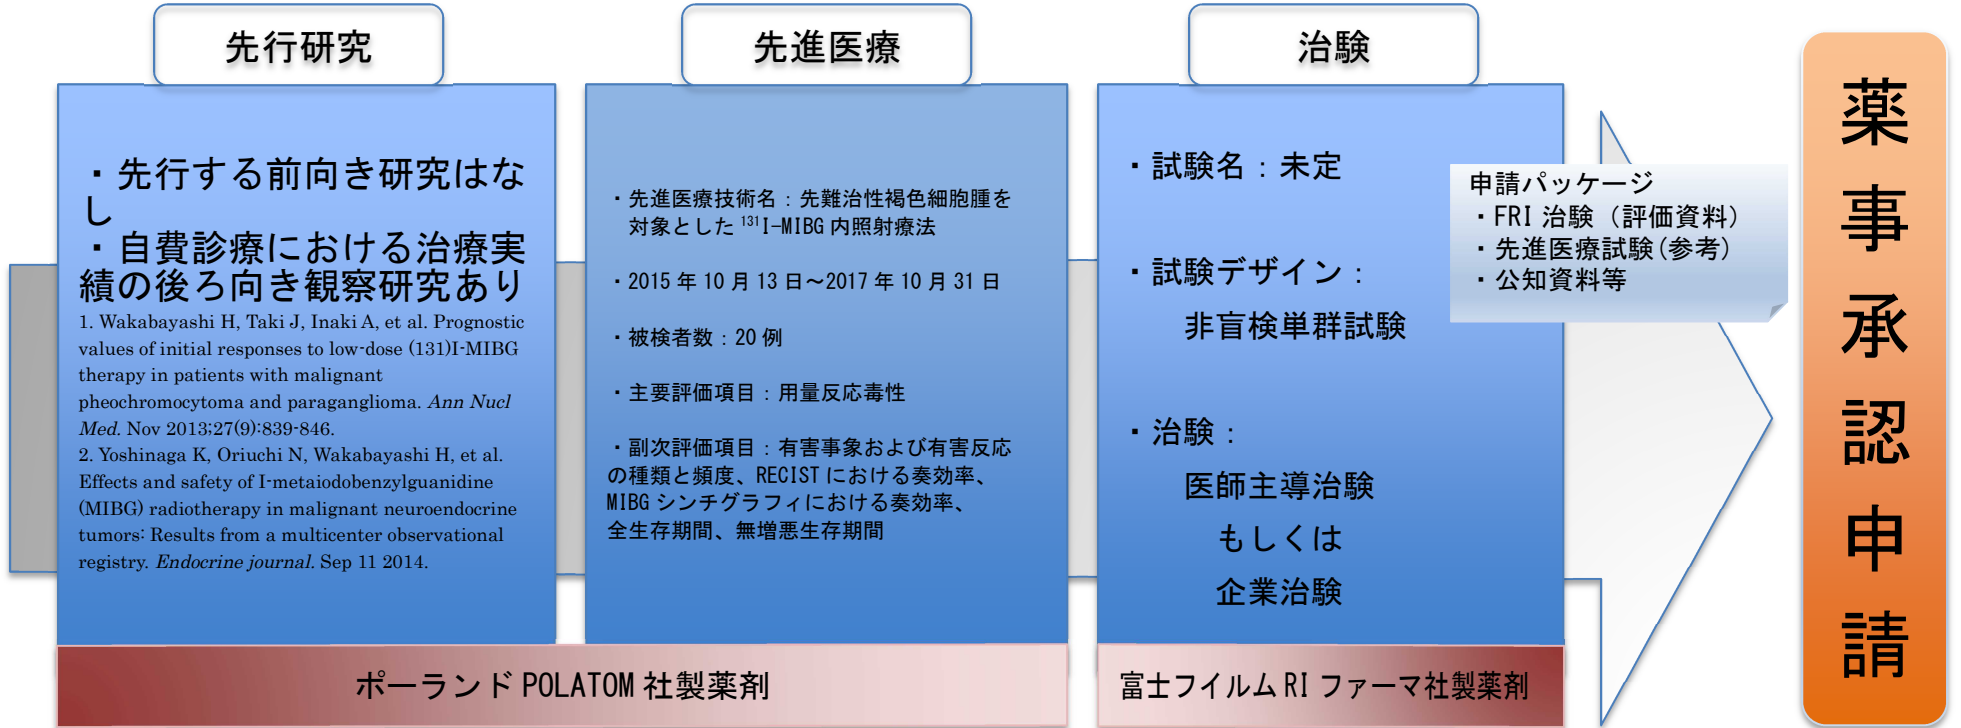 先行研究
・先行する前向き研究はな
し
・自費診療における治療実
績の後ろ向き観察研究あり
1. Wakabayashi H, Taki J, Inaki A, et al. Prognostic
values of initial responses to low-dose (131)I-MIBG
therapy in patients with malignant
pheochromocytoma and paraganglioma. Ann Nucl
Med. Nov 2013;27(9):839-846.
2. Yoshinaga K, Oriuchi N, Wakabayashi H, et al.
Effects and safety of I-metaiodobenzylguanidine
(MIBG) radiotherapy in malignant neuroendocrine
tumors: Results from a multicenter observational
registry. Endocrine journal. Sep 11 2014.
先進医療
・先進医療技術名：先難治性褐色細胞腫を
対象とした ¹³¹I-MIBG 内照射療法
・2015 年 10 月 13 日～2017 年 10 月 31 日
・被検者数：20 例
・主要評価項目：用量反応毒性
・副次評価項目：有害事象および有害反応
の種類と頻度、RECIST における奏効率、
MIBG シンチグラフィにおける奏効率、
全生存期間、無増悪生存期間
ポーランド POLATOM 社製薬剤
治験
・試験名：未定
・試験デザイン：
非盲検単群試験
・治験：
医師主導治験
もしくは
企業治験
富士フイルム RI ファーマ社製薬剤
申請パッケージ
・FRI 治験（評価資料）
・先進医療試験(参考)
・公知資料等
薬事承認申請